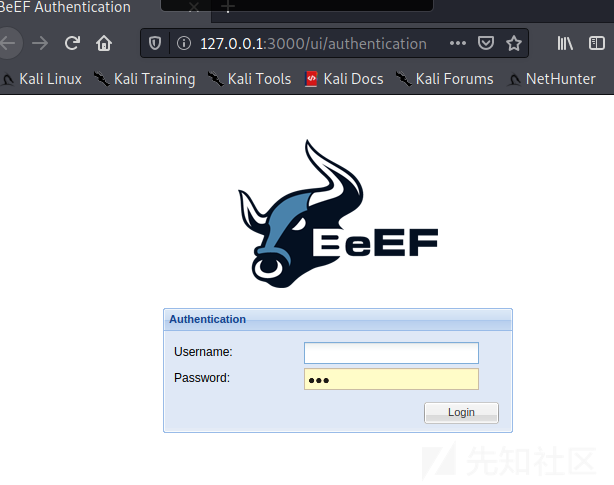 BeEF Authentication
127.0.0.1:3000/ui/authentication
Kali Linux Kali Training Kali Tools Kali Docs Kali Forums NetHunter
BeEF
Authentication
Username:
Password:
Login
先知社区